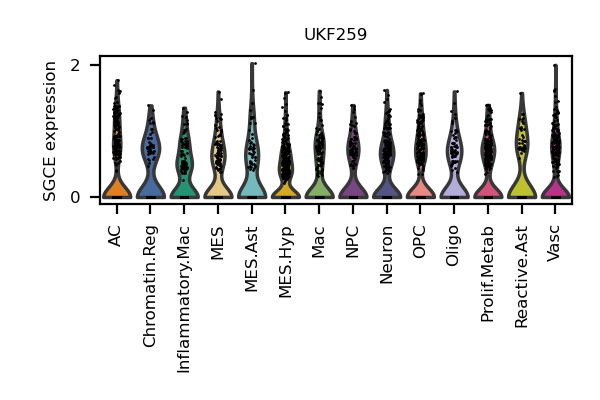 UKF259
SGCE expression
2
0
AC
Chromatin.Reg
Inflammatory.Mac
MES
MES.Ast
MES.Hyp
Mac
NPC
Neuron
OPC
Oligo
Prolif.Metab
Reactive.Ast
Vasc